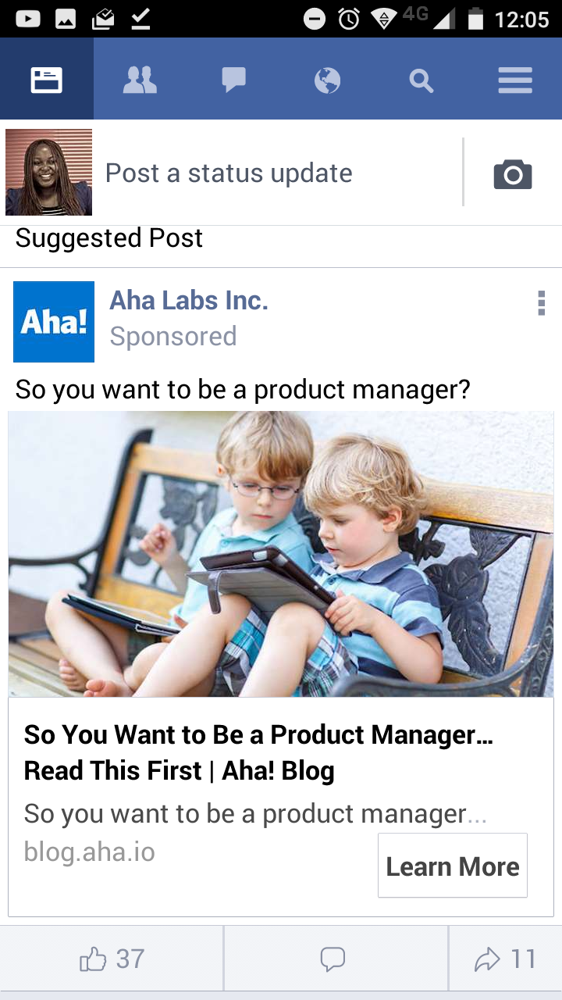 4G 12:05
Post a status update
Suggested Post
Aha!
Aha Labs Inc.
Sponsored
So you want to be a product manager?
So You Want to Be a Product Manager...
Read This First | Aha! Blog
So you want to be a product manager...
blog.aha.io
Learn More
37
11